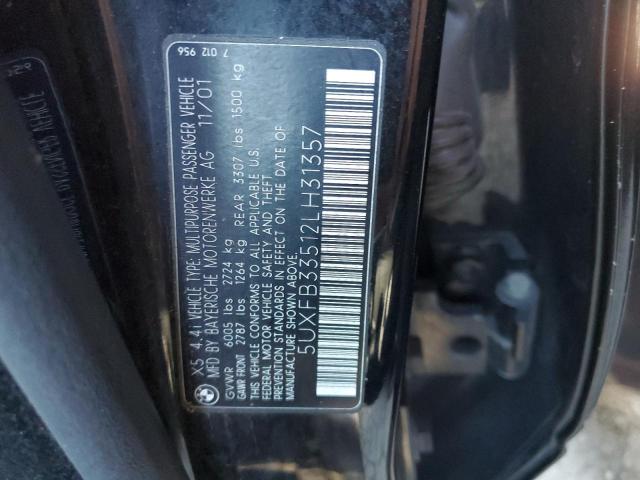 7 012 956
X5 4.4i VEHICLE TYPE: MULTIPURPOSE PASSENGER VEHICLE
MFD BY BAYERISCHE MOTORENWERKE AG 11/01
GVWR 6005 lbs 2724 kg
GAWR FRONT 2787 lbs 1264 kg REAR 3307 lbs 1500 kg
THIS VEHICLE CONFORMS TO ALL APPLICABLE U.S.
FEDERAL MOTOR VEHICLE SAFETY AND THEFT
PREVENTION STANDARDS IN EFFECT ON THE DATE OF
MANUFACTURE SHOWN ABOVE.
5UXFB33512LH31357